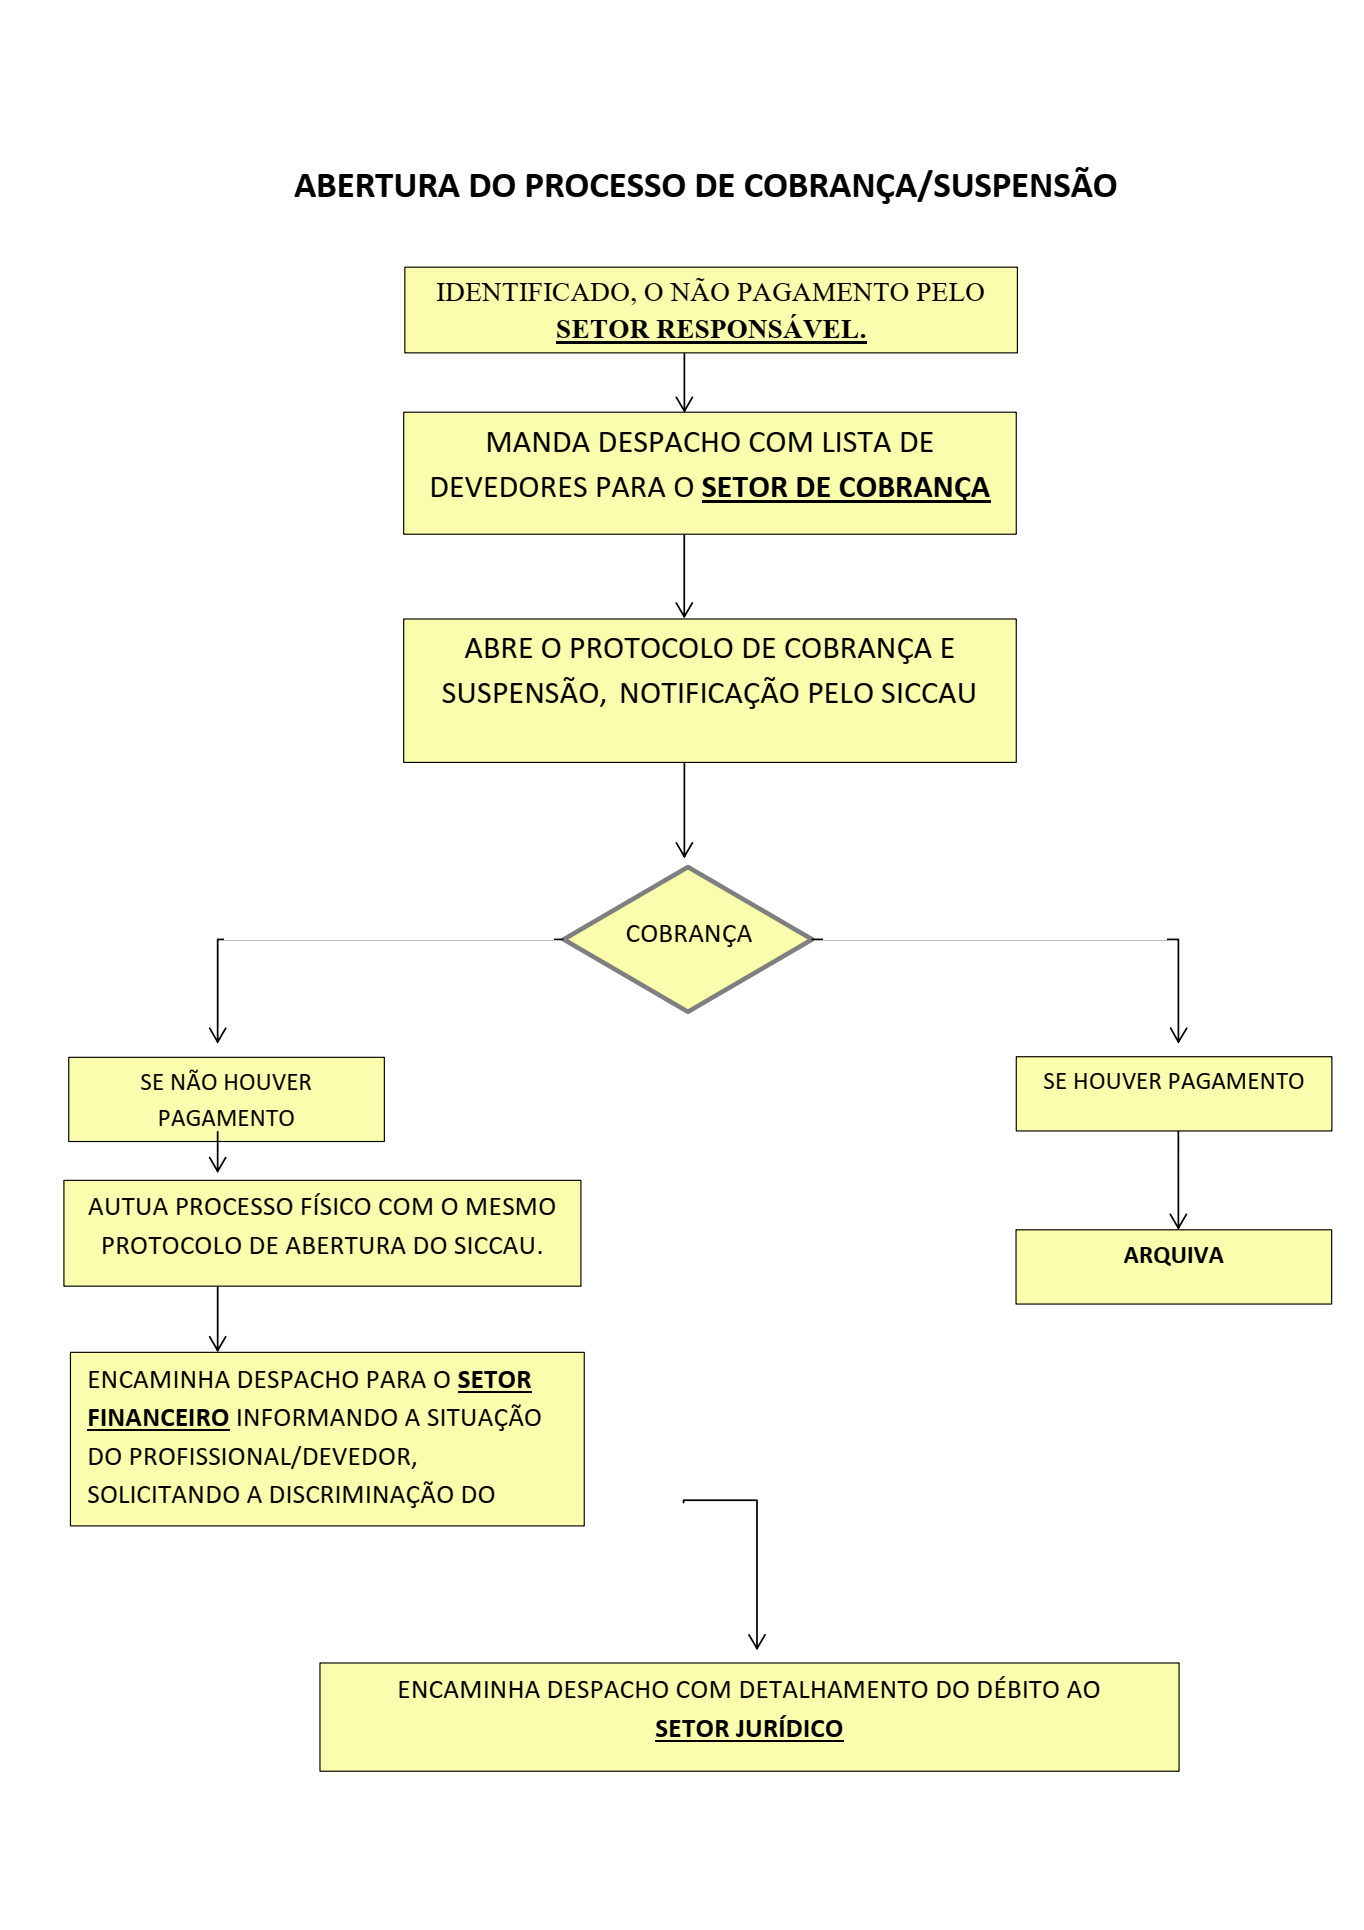 ABERTURA DO PROCESSO DE COBRANÇA/SUSPENSÃO
IDENTIFICADO, O NÃO PAGAMENTO PELO
SETOR RESPONSÁVEL.
MANDA DESPACHO COM LISTA DE
DEVEDORES PARA O SETOR DE COBRANÇA
ABRE O PROTOCOLO DE COBRANÇA E
SUSPENSÃO, NOTIFICAÇÃO PELO SICCAU
COBRANÇA
SE NÃO HOUVER
PAGAMENTO
SE HOUVER PAGAMENTO
AUTUA PROCESSO FÍSICO COM O MESMO
PROTOCOLO DE ABERTURA DO SICCAU.
ARQUIVA
ENCAMINHA DESPACHO PARA O SETOR
FINANCEIRO INFORMANDO A SITUAÇÃO
DO PROFISSIONAL/DEVEDOR,
SOLICITANDO A DISCRIMINAÇÃO DO
ENCAMINHA DESPACHO COM DETALHAMENTO DO DÉBITO AO
SETOR JURÍDICO